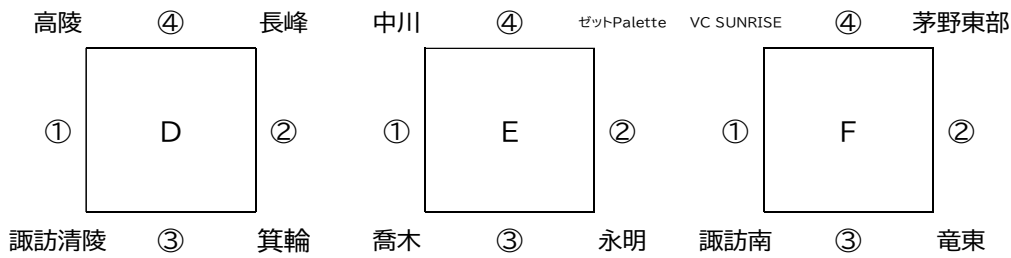 高陵 ④ 長峰 中川 ④ ゼットPalette VC SUNRISE ④ 茅野東部
① D ② ① E ② ① F ②
諏訪清陵 ③ 箕輪 喬木 ③ 永明 諏訪南 ③ 竜東